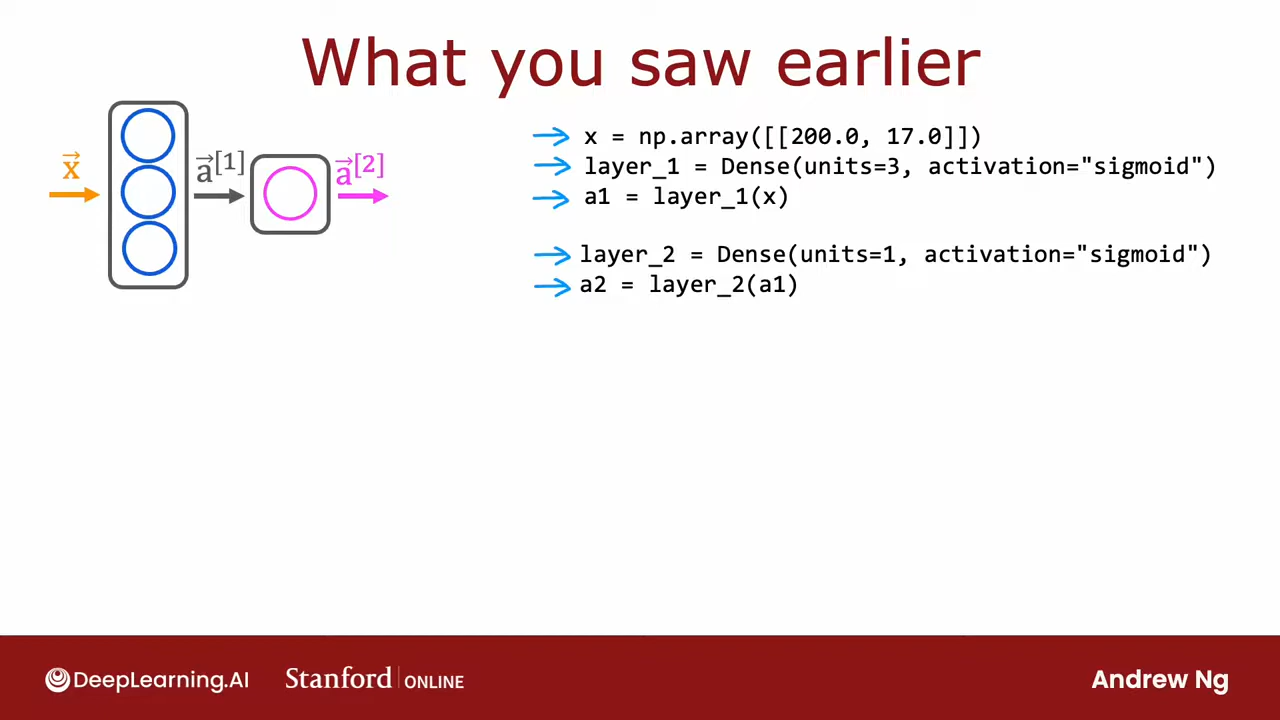 What you saw earlier
x⃗
a⃗[1]
a⃗[2]
x = np.array([[200.0, 17.0]])
layer_1 = Dense(units=3, activation="sigmoid")
a1 = layer_1(x)
layer_2 = Dense(units=1, activation="sigmoid")
a2 = layer_2(a1)
DeepLearning.AI
Stanford | ONLINE
Andrew Ng